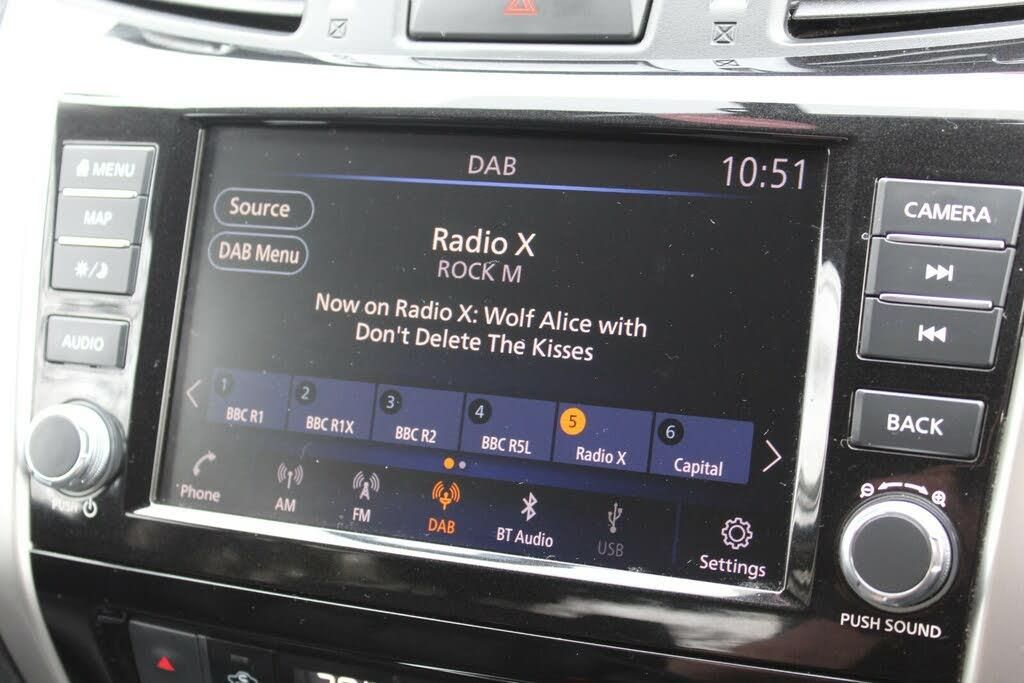 DAB
10:51
MENU
MAP
AUDIO
PUSH
Source
DAB Menu
Radio X
ROCK M
Now on Radio X: Wolf Alice with
Don't Delete The Kisses
1
BBC R1
2
BBC R1X
3
BBC R2
4
BBC R5L
5
Radio X
6
Capital
Phone
AM
FM
DAB
BT Audio
USB
Settings
CAMERA
BACK
PUSH SOUND